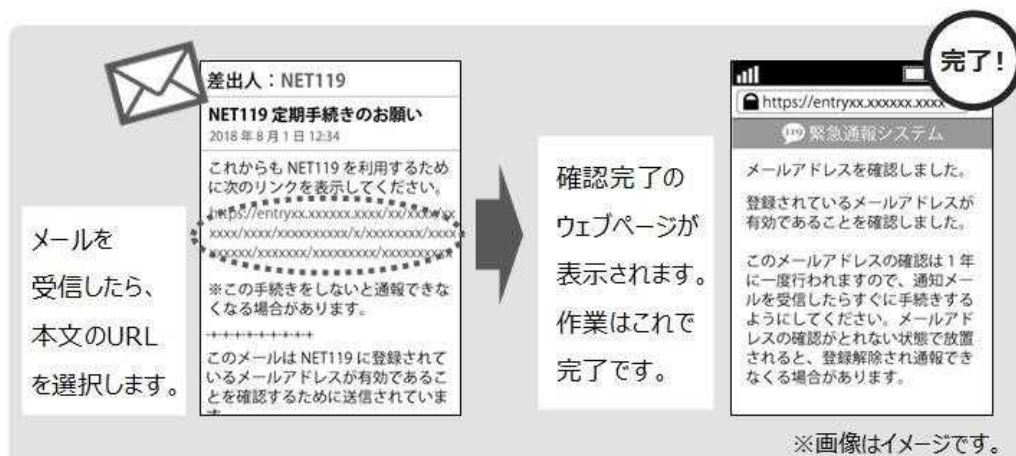 メールを
受信したら、
本文のURL
を選択します。
差出人：NET119
NET119 定期手続きのお願い
2018 年 8 月 1 日 12:34
これからも NET119 を利用するため
に次のリンクを表示してください。
※この手続きをしないと通報できな
くなる場合があります。
-+-+-+-+-+-+-+-+-
このメールは NET119 に登録されて
いるメールアドレスが有効であるこ
とを確認するために送信されていま
確認完了の
ウェブページが
表示されます。
作業はこれで
完了です。
完了！
https://entryxx.xxxxxx.xxxx
119 緊急通報システム
メールアドレスを確認しました。
登録されているメールアドレスが
有効であることを確認しました。
このメールアドレスの確認は 1 年
に一度行われますので、通知メー
ルを受信したらすぐに手続きする
ようにしてください。メールアド
レスの確認がとれない状態で放置
されると、登録解除され通報でき
なくなる場合があります。
※画像はイメージです。